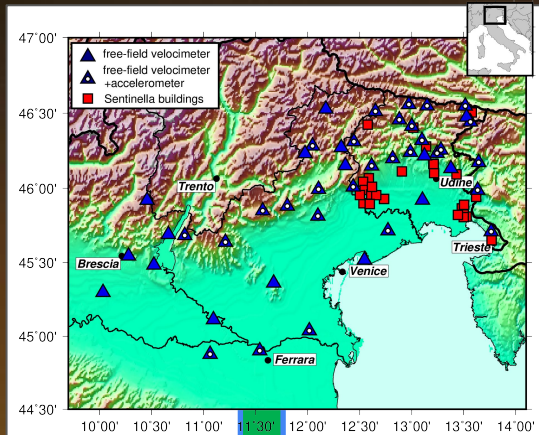 47°00'
free-field velocimeter
free-field velocimeter
+accelerometer
Sentinella buildings
46°30'
46°00'
Trento
Udine
45°30'
Brescia
Venice
Trieste
45°00'
Ferrara
44°30'
10°00' 10°30' 11°00' 11°30' 12°00' 12°30' 13°00' 13°30' 14°00'